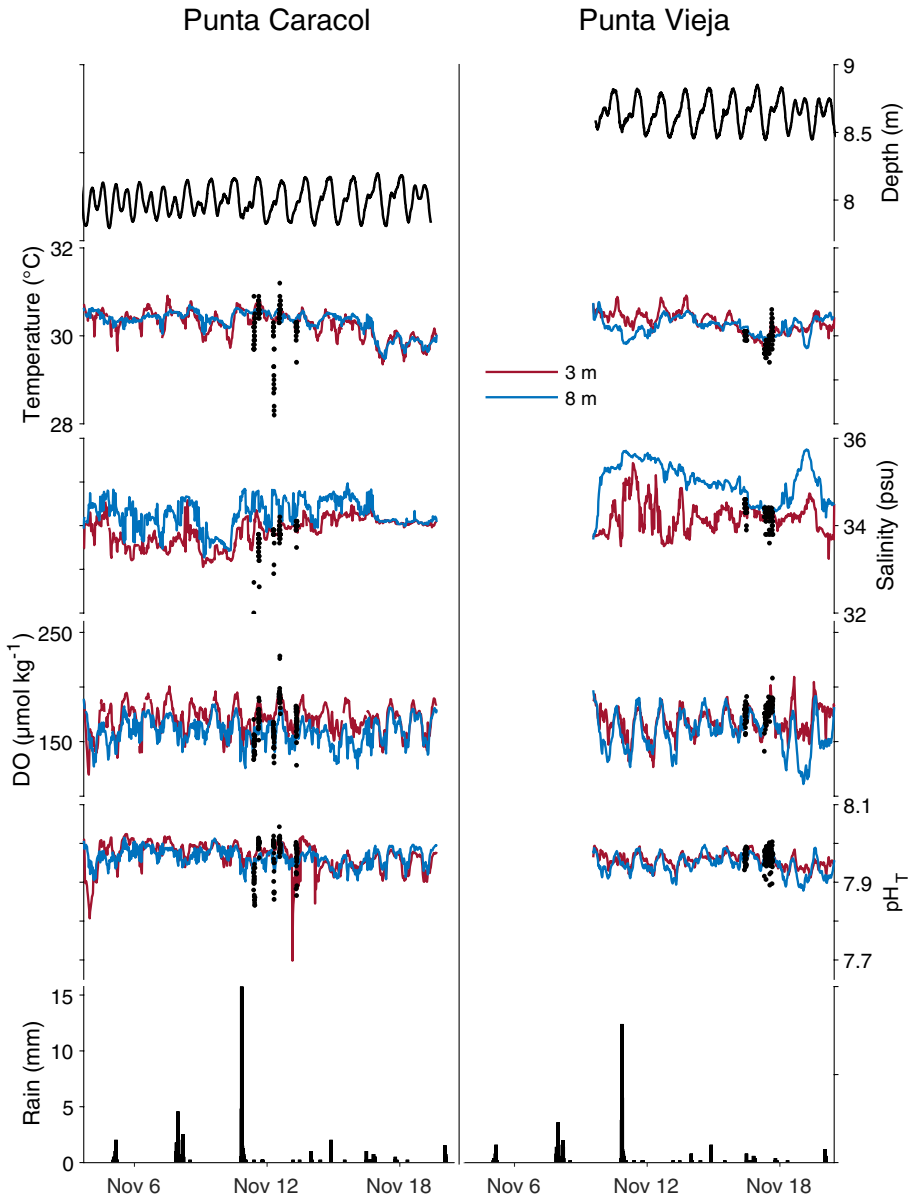 Punta Caracol
Punta Vieja
9
8.5
8
Depth (m)
32
30
28
Temperature (°C)
3 m
8 m
36
34
32
Salinity (psu)
250
150
DO (μmol kg⁻¹)
8.1
7.9
7.7
pH_T
15
10
5
0
Rain (mm)
Nov 6
Nov 12
Nov 18
Nov 6
Nov 12
Nov 18